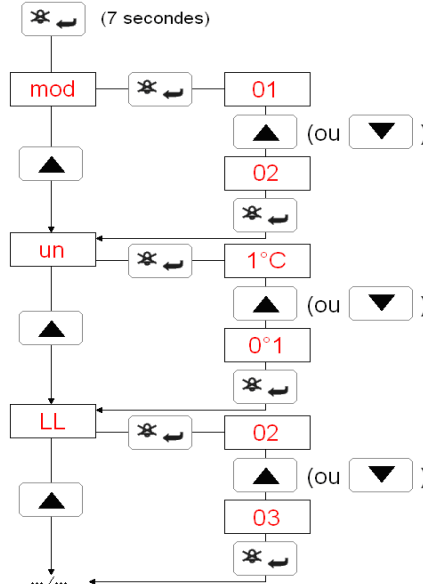 (7 secondes)
mod 01
(ou )
02
un 1°C
(ou )
0°1
LL 02
(ou )
03
.../...